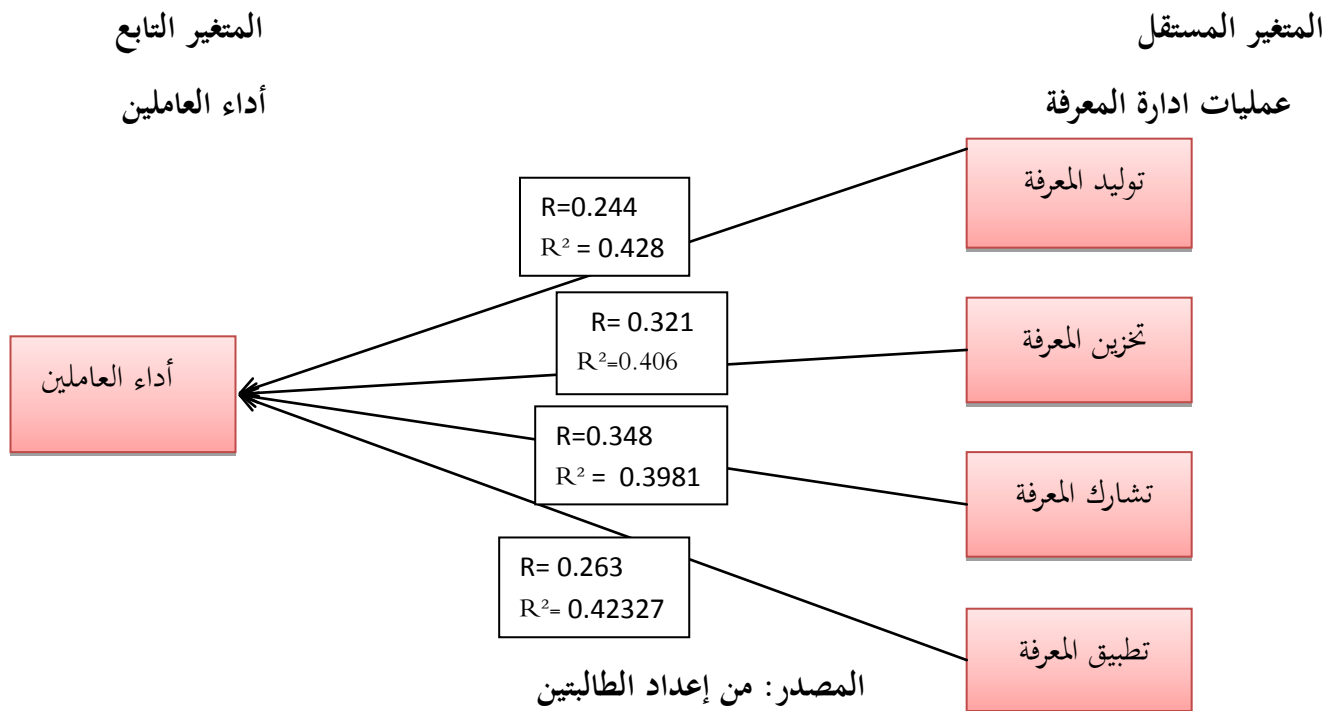 المتغير المستقل
المتغير التابع
عمليات ادارة المعرفة
أداء العاملين
توليد المعرفة
R=0.244
R² = 0.428
تخزين المعرفة
R= 0.321
R²=0.406
أداء العاملين
تشارك المعرفة
R=0.348
R² = 0.3981
تطبيق المعرفة
R= 0.263
R²= 0.42327
المصدر: من إعداد الطالبتين